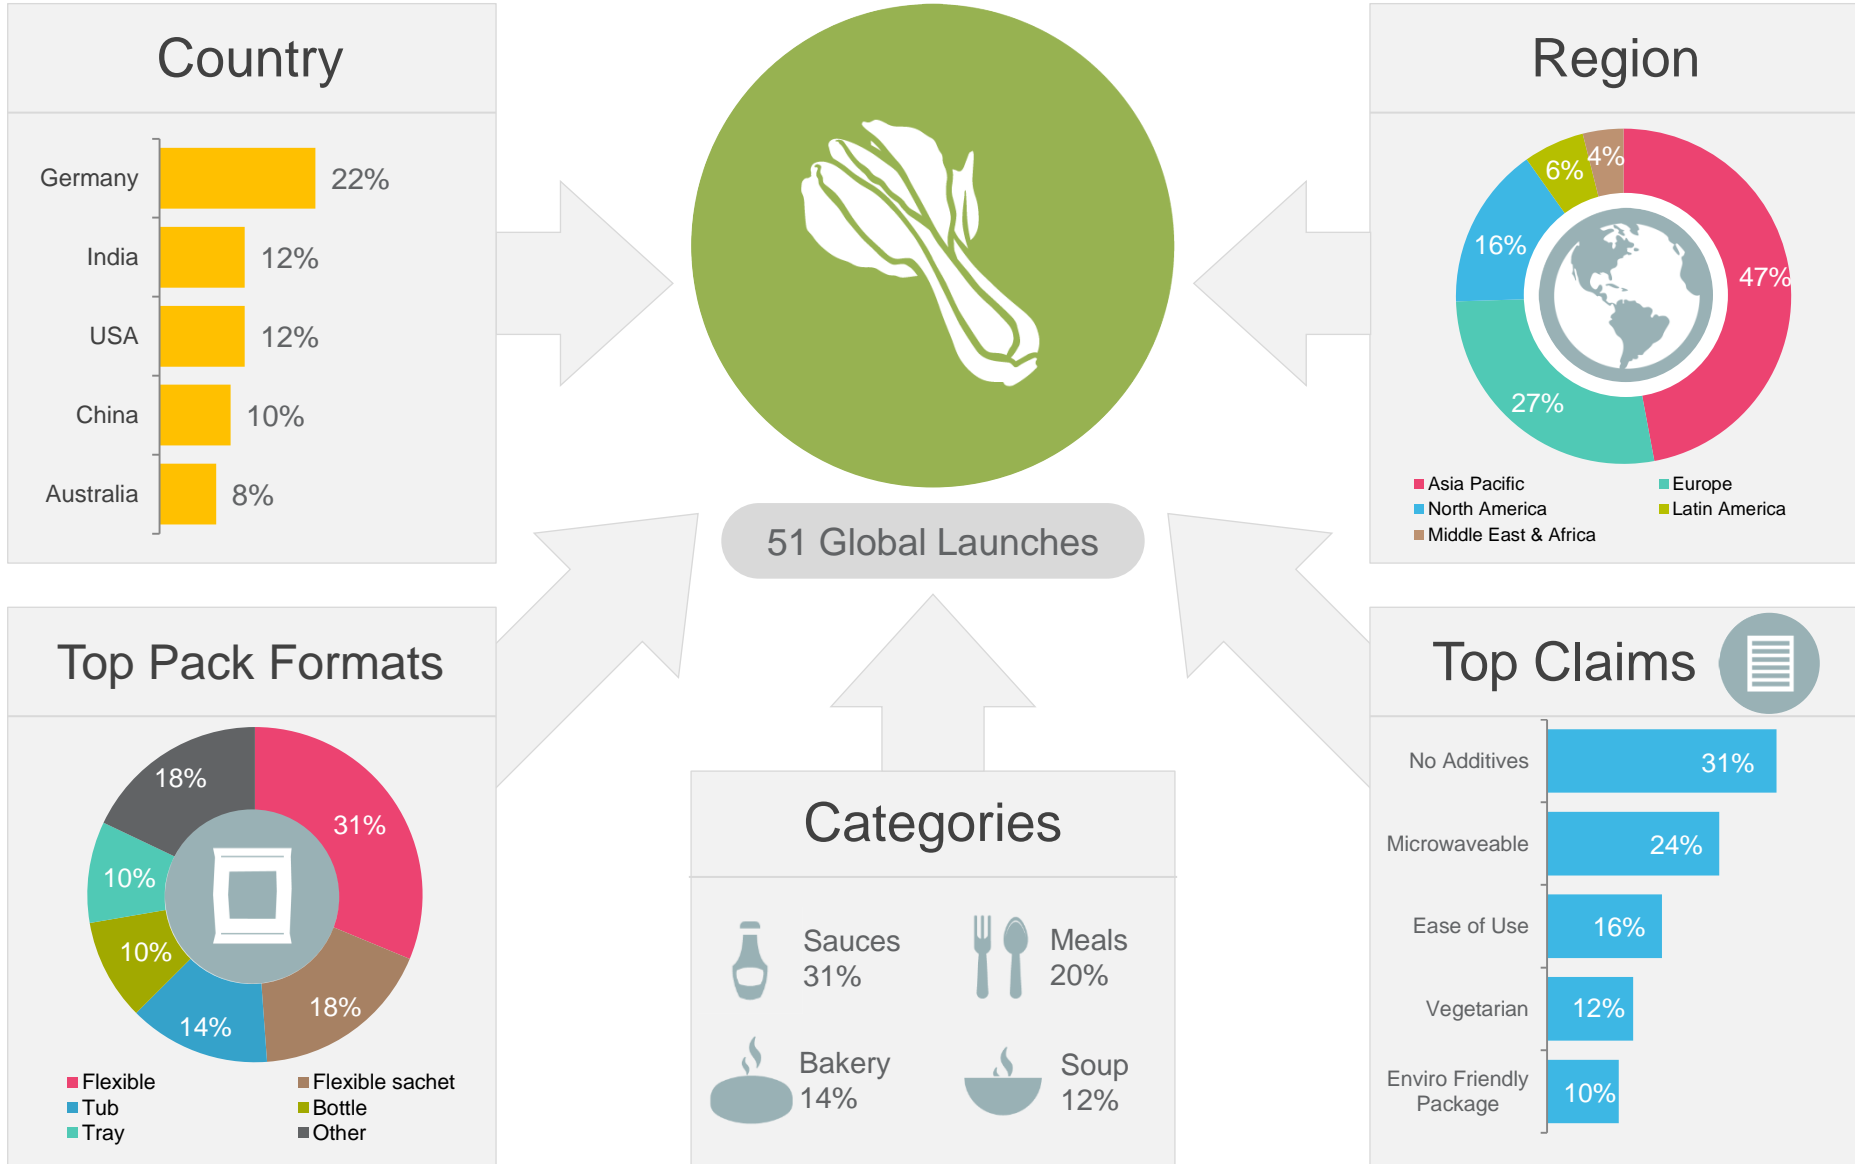 Country
Germany
22%
India
12%
USA
12%
China
10%
Australia
8%
51 Global Launches
Region
4%
6%
16%
47%
27%
Asia Pacific
Europe
North America
Latin America
Middle East & Africa
Top Pack Formats
18%
31%
10%
10%
18%
14%
Flexible
Flexible sachet
Tub
Bottle
Tray
Other
Categories
Sauces
31%
Meals
20%
Bakery
14%
Soup
12%
Top Claims
No Additives
31%
Microwaveable
24%
Ease of Use
16%
Vegetarian
12%
Enviro Friendly
Package
10%